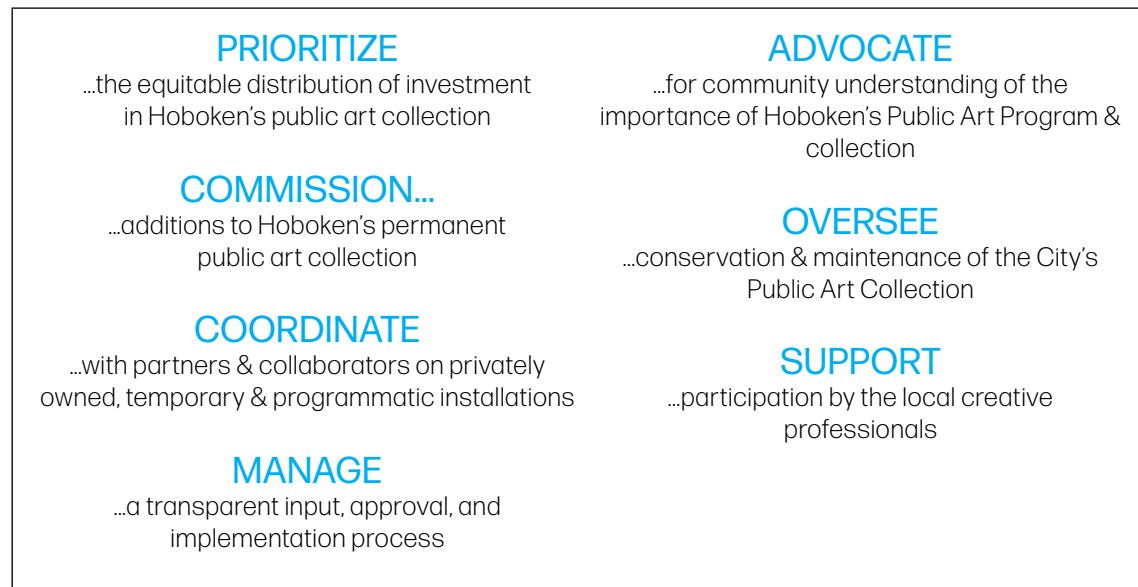 PRIORITIZE
...the equitable distribution of investment
in Hoboken's public art collection
COMMISSION...
...additions to Hoboken's permanent
public art collection
COORDINATE
...with partners & collaborators on privately
owned, temporary & programmatic installations
MANAGE
...a transparent input, approval, and
implementation process
ADVOCATE
...for community understanding of the
importance of Hoboken's Public Art Program &
collection
OVERSEE
...conservation & maintenance of the City's
Public Art Collection
SUPPORT
...participation by the local creative
professionals